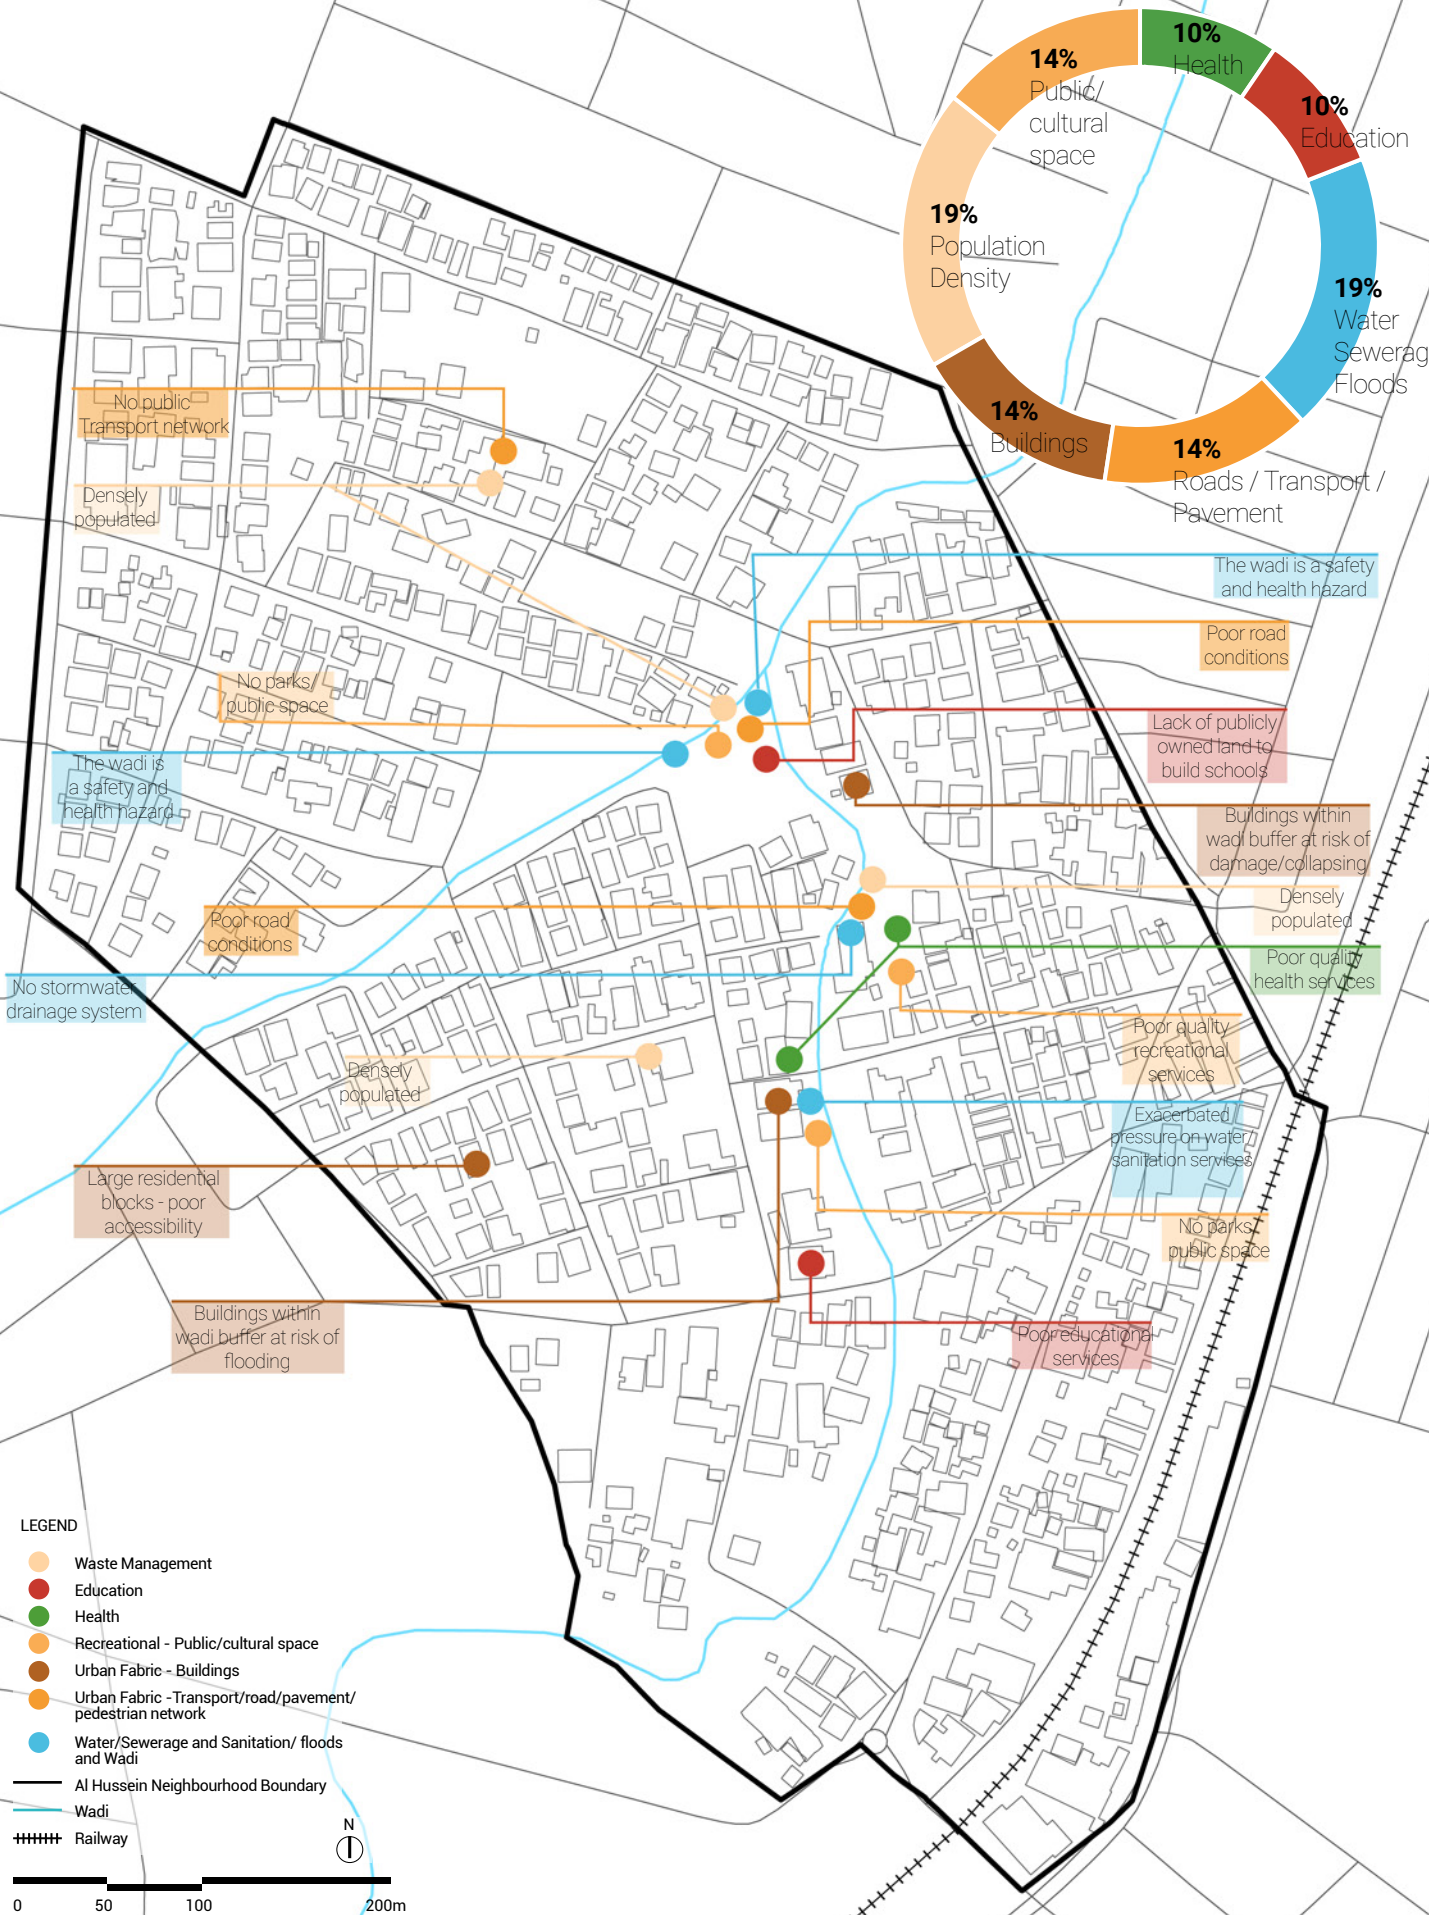 10%
Health
14%
Public/
cultural
space
10%
Education
19%
Population
Density
19%
Water
Sewerag
Floods
14%
Buildings
14%
Roads / Transport /
Pavement
No public
Transport network
Densely
populated
The wadi is a safety
and health hazard
Poor road
conditions
No parks/
public space
Lack of publicly
owned land to
build schools
The wadi is
a safety and
health hazard
Buildings within
wadi buffer at risk of
damage/collapsing
Densely
populated
Poor road
conditions
Poor quality
health services
No stormwater
drainage system
Poor quality
recreational
services
Densely
populated
Exacerbated
pressure on water/
sanitation services
Large residential
blocks - poor
accessibility
No parks/
public space
Buildings within
wadi buffer at risk of
flooding
Poor educational
services
LEGEND
Waste Management
Education
Health
Recreational - Public/cultural space
Urban Fabric - Buildings
Urban Fabric -Transport/road/pavement/
pedestrian network
Water/Sewerage and Sanitation/ floods
and Wadi
Al Hussein Neighbourhood Boundary
Wadi
Railway
N
0 50 100 200m